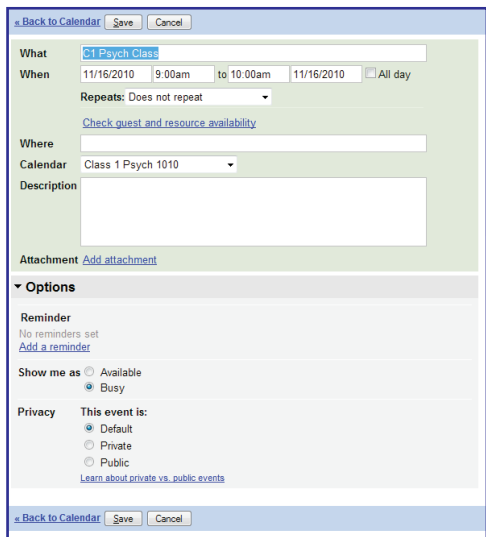 « Back to Calendar Save Cancel
What C1 Psych Class
When 11/16/2010 9:00am to 10:00am 11/16/2010 All day
Repeats: Does not repeat
Check guest and resource availability
Where
Calendar Class 1 Psych 1010
Description
Attachment Add attachment
Options
Reminder
No reminders set
Add a reminder
Show me as Available
Busy
Privacy This event is:
Default
Private
Public
Learn about private vs. public events
« Back to Calendar Save Cancel